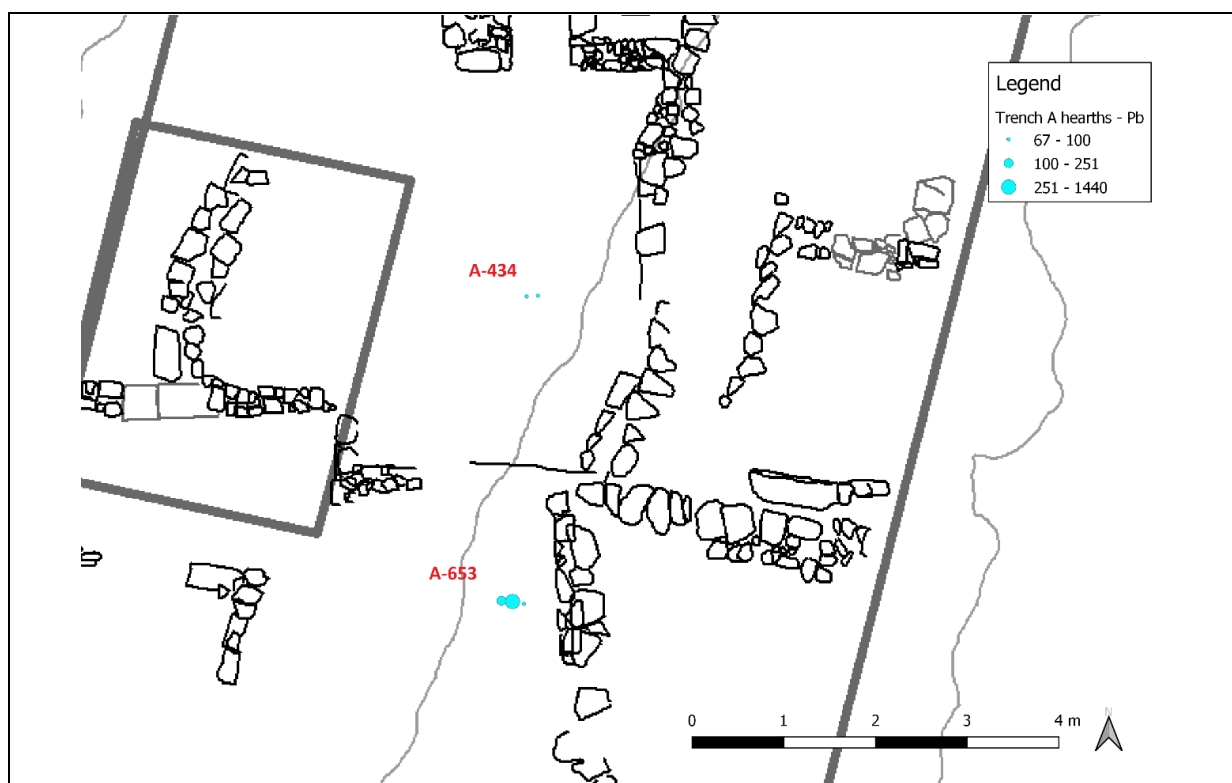 Legend
Trench A hearths - Pb
67 - 100
100 - 251
251 - 1440
A-434
A-653
0 1 2 3 4 m
N